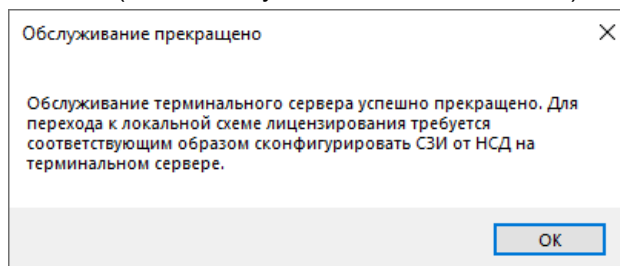 Обслуживание прекращено
Обслуживание терминального сервера успешно прекращено. Для
перехода к локальной схеме лицензирования требуется
соответствующим образом сконфигурировать СЗИ от НСД на
терминальном сервере.
ОК